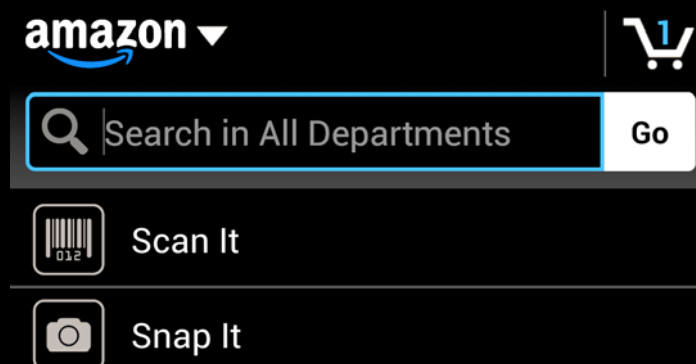 amazon
1
Search in All Departments
Go
012
Scan It
Snap It